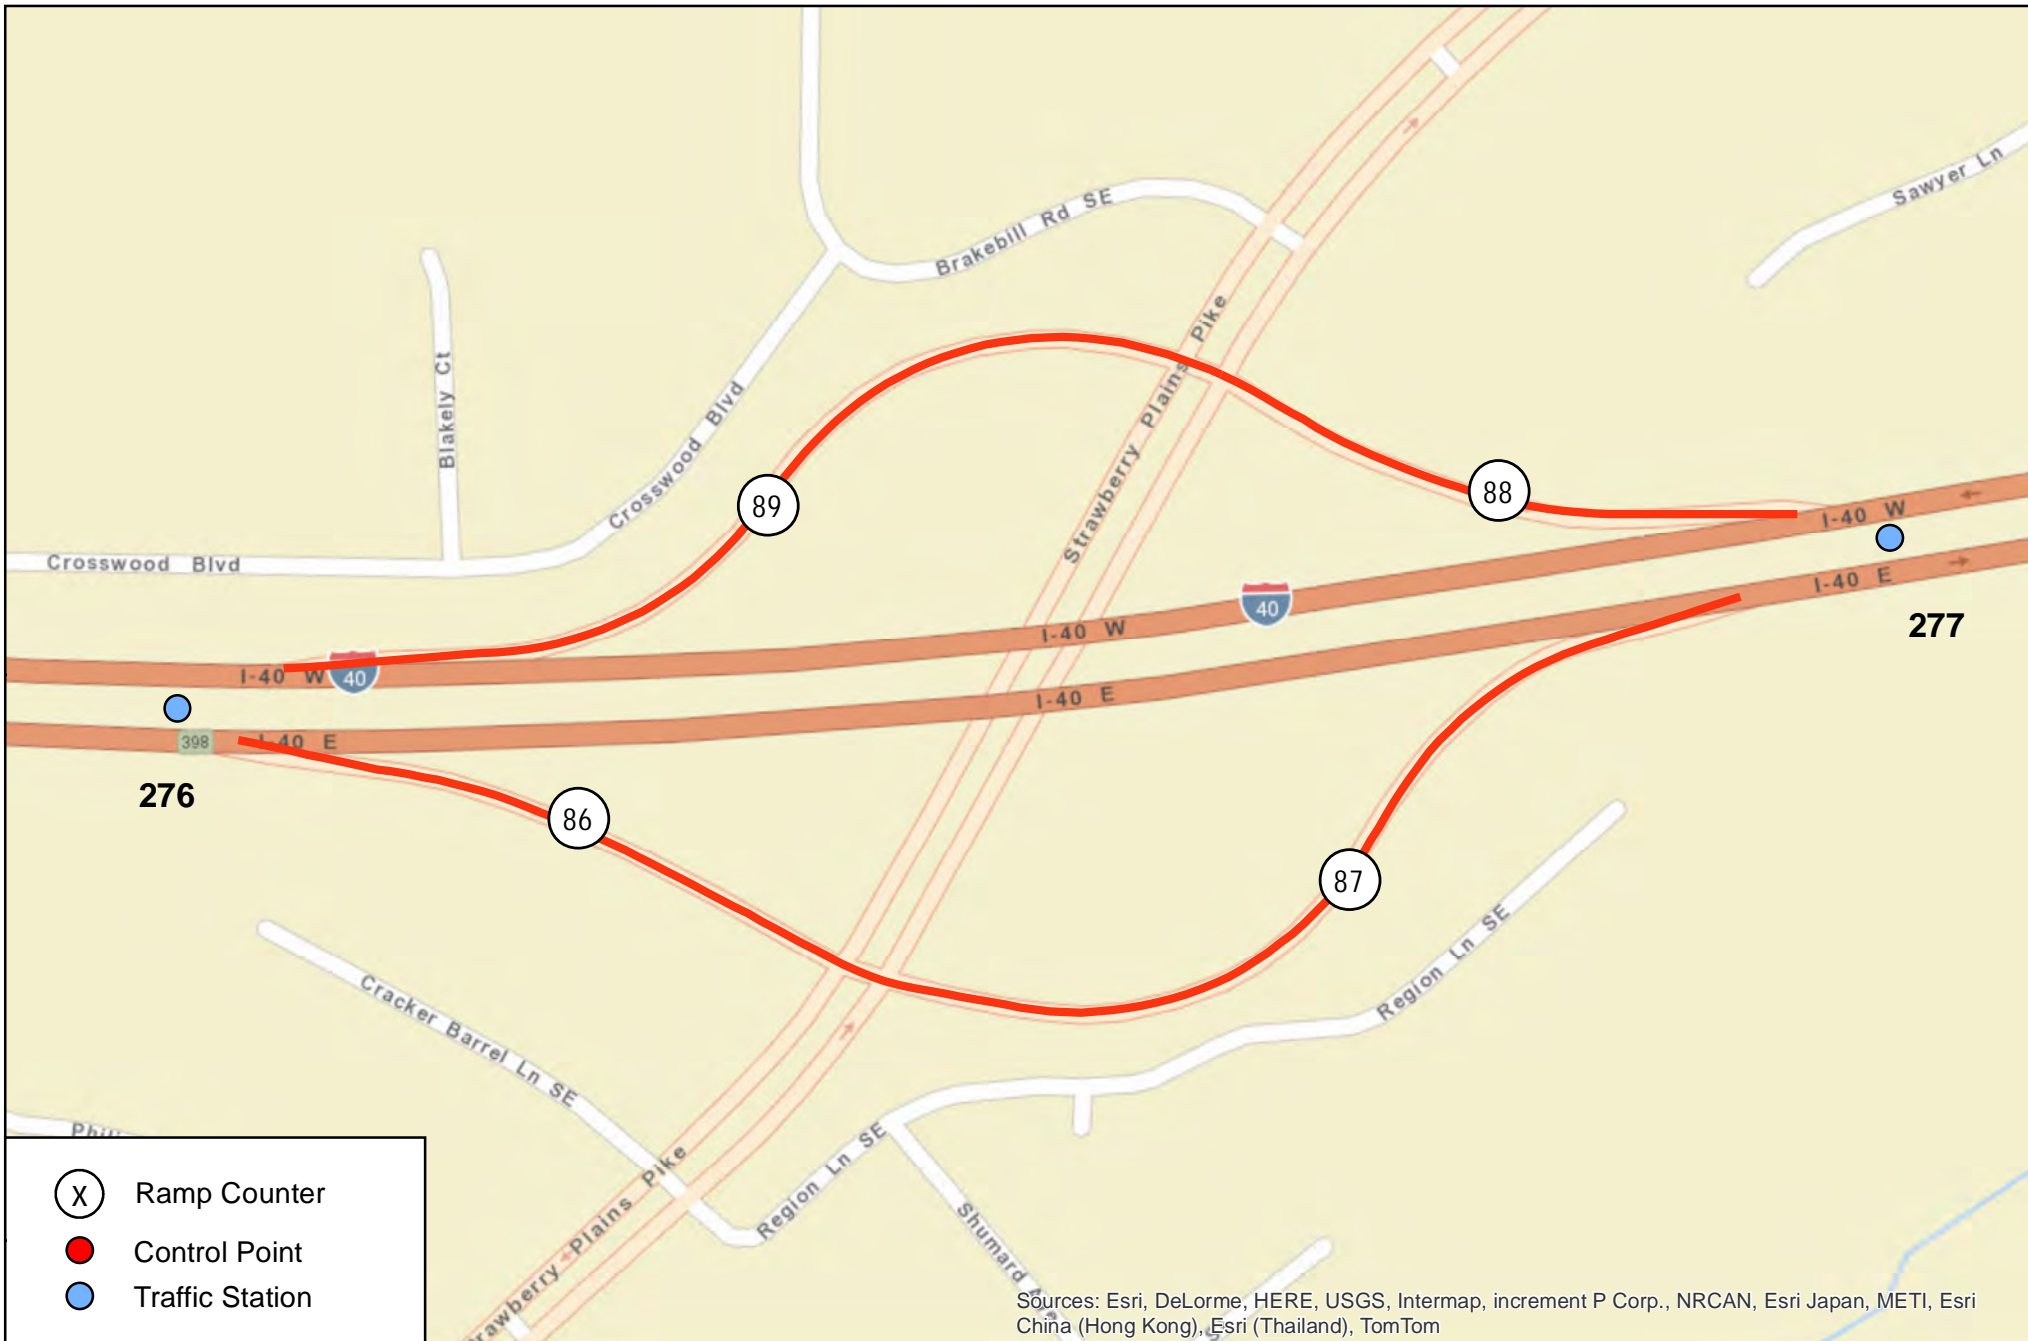 Sawyer Ln
Brakebill Rd SE
Pike
Strawberry Plains
Blakely Ct
Crosswood Blvd
Crosswood Blvd
89
88
I-40 W
I-40 E
277
40
I-40 W
I-40 E
I-40 W
40
398
I-40 E
276
86
87
Region Ln SE
Cracker Barrel Ln SE
Region Ln SE
Shumard
Plains Pike
X Ramp Counter
Control Point
Traffic Station
Sources: Esri, DeLorme, HERE, USGS, Intermap, increment P Corp., NRCAN, Esri Japan, METI, Esri
China (Hong Kong), Esri (Thailand), TomTom